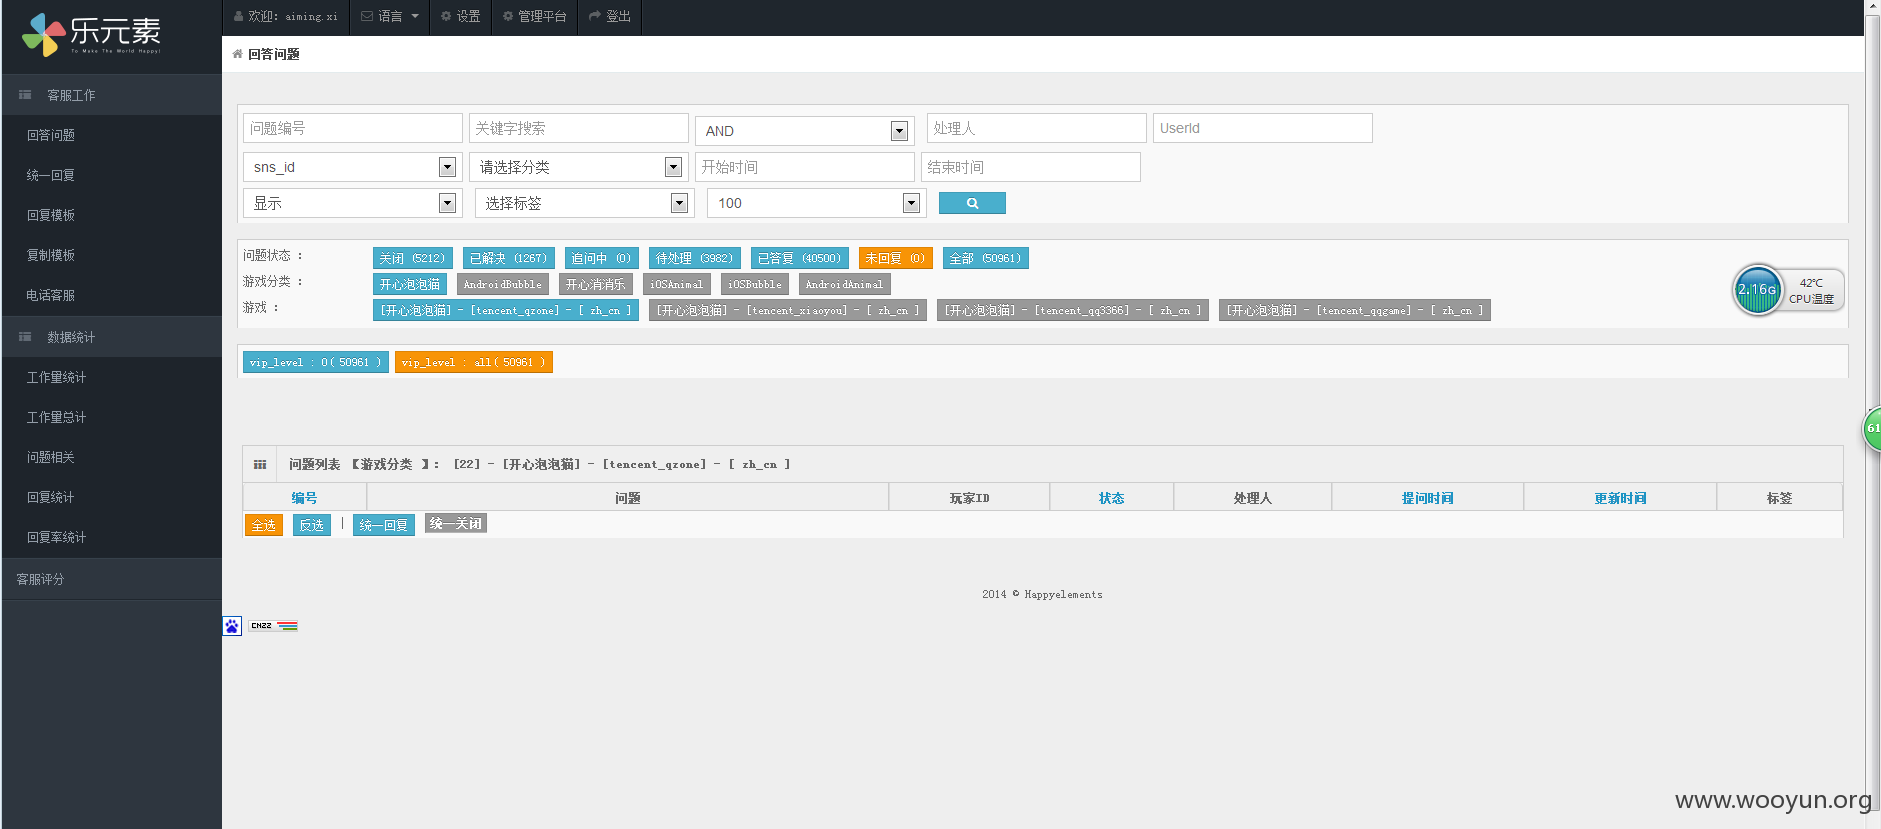 乐元素
To Make The World Happy!
欢迎: aiming.xi 语言 设置 管理平台 登出
回答问题
客服工作
回答问题
统一回复
回复模板
复制模板
电话客服
数据统计
工作量统计
工作量总计
问题相关
回复统计
回复率统计
客服评分
问题编号 关键字搜索 AND 处理人 UserId
sns_id 请选择分类 开始时间 结束时间
显示 选择标签 100
问题状态 : 关闭 (5212) 已解决 (1267) 追问中 (0) 待处理 (3982) 已答复 (40500) 未回复 (0) 全部 (50961)
游戏分类 : 开心泡泡猫 AndroidBubble 开心消消乐 iOSAnimal iOSBubble AndroidAnimal
游戏 : [开心泡泡猫] - [tencent_qzone] - [ zh_cn ] [开心泡泡猫] - [tencent_xiaoyou] - [ zh_cn ] [开心泡泡猫] - [tencent_qq3366] - [ zh_cn ] [开心泡泡猫] - [tencent_qqgame] - [ zh_cn ]
2.16G 42℃
CPU温度
vip_level : 0( 50961 ) vip_level : all( 50961 )
61
问题列表 【游戏分类 】: [22] - [开心泡泡猫] - [tencent_qzone] - [ zh_cn ]
编号 问题 玩家ID 状态 处理人 提问时间 更新时间 标签
全选 反选 | 统一回复 统一关闭
2014 © Happyelements
CNZZ
www.wooyun.org